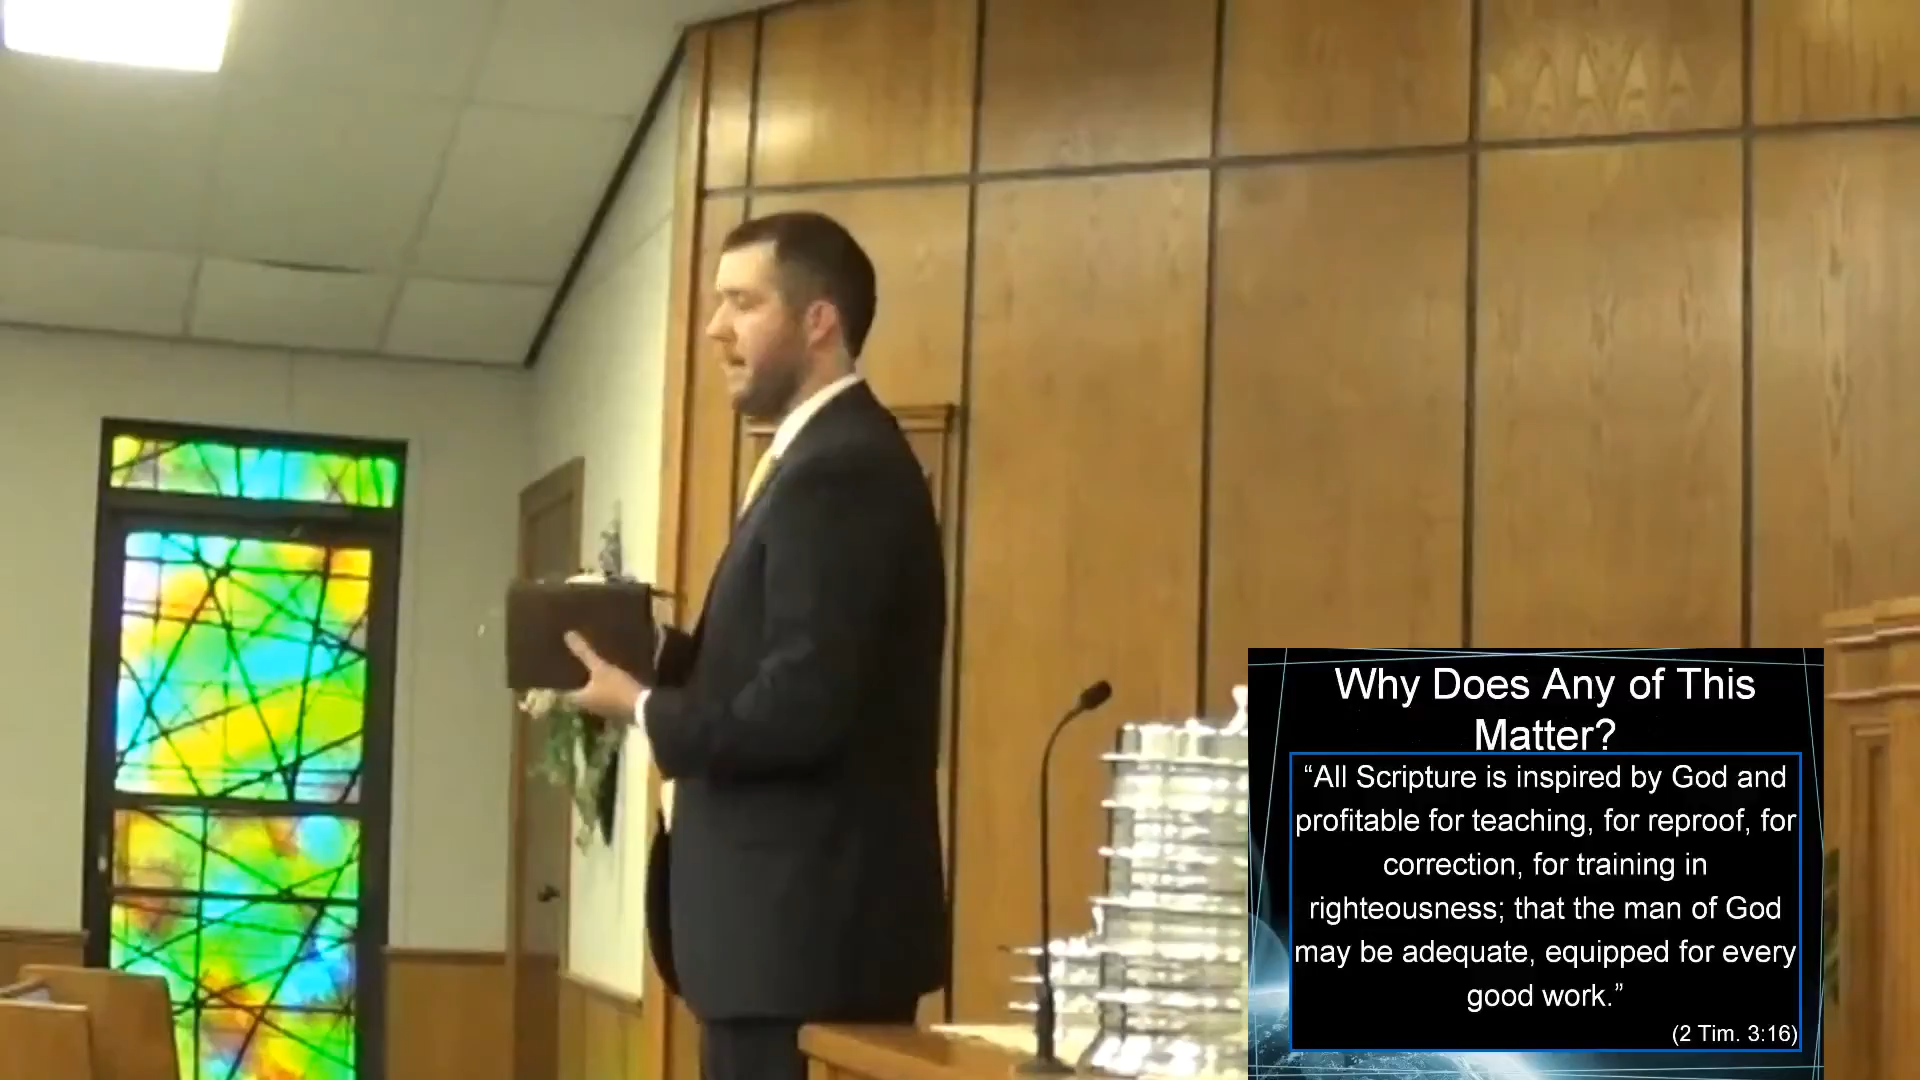 Why Does Any of This
Matter?
“All Scripture is inspired by God and
profitable for teaching, for reproof, for
correction, for training in
righteousness; that the man of God
may be adequate, equipped for every
good work.”
(2 Tim. 3:16)